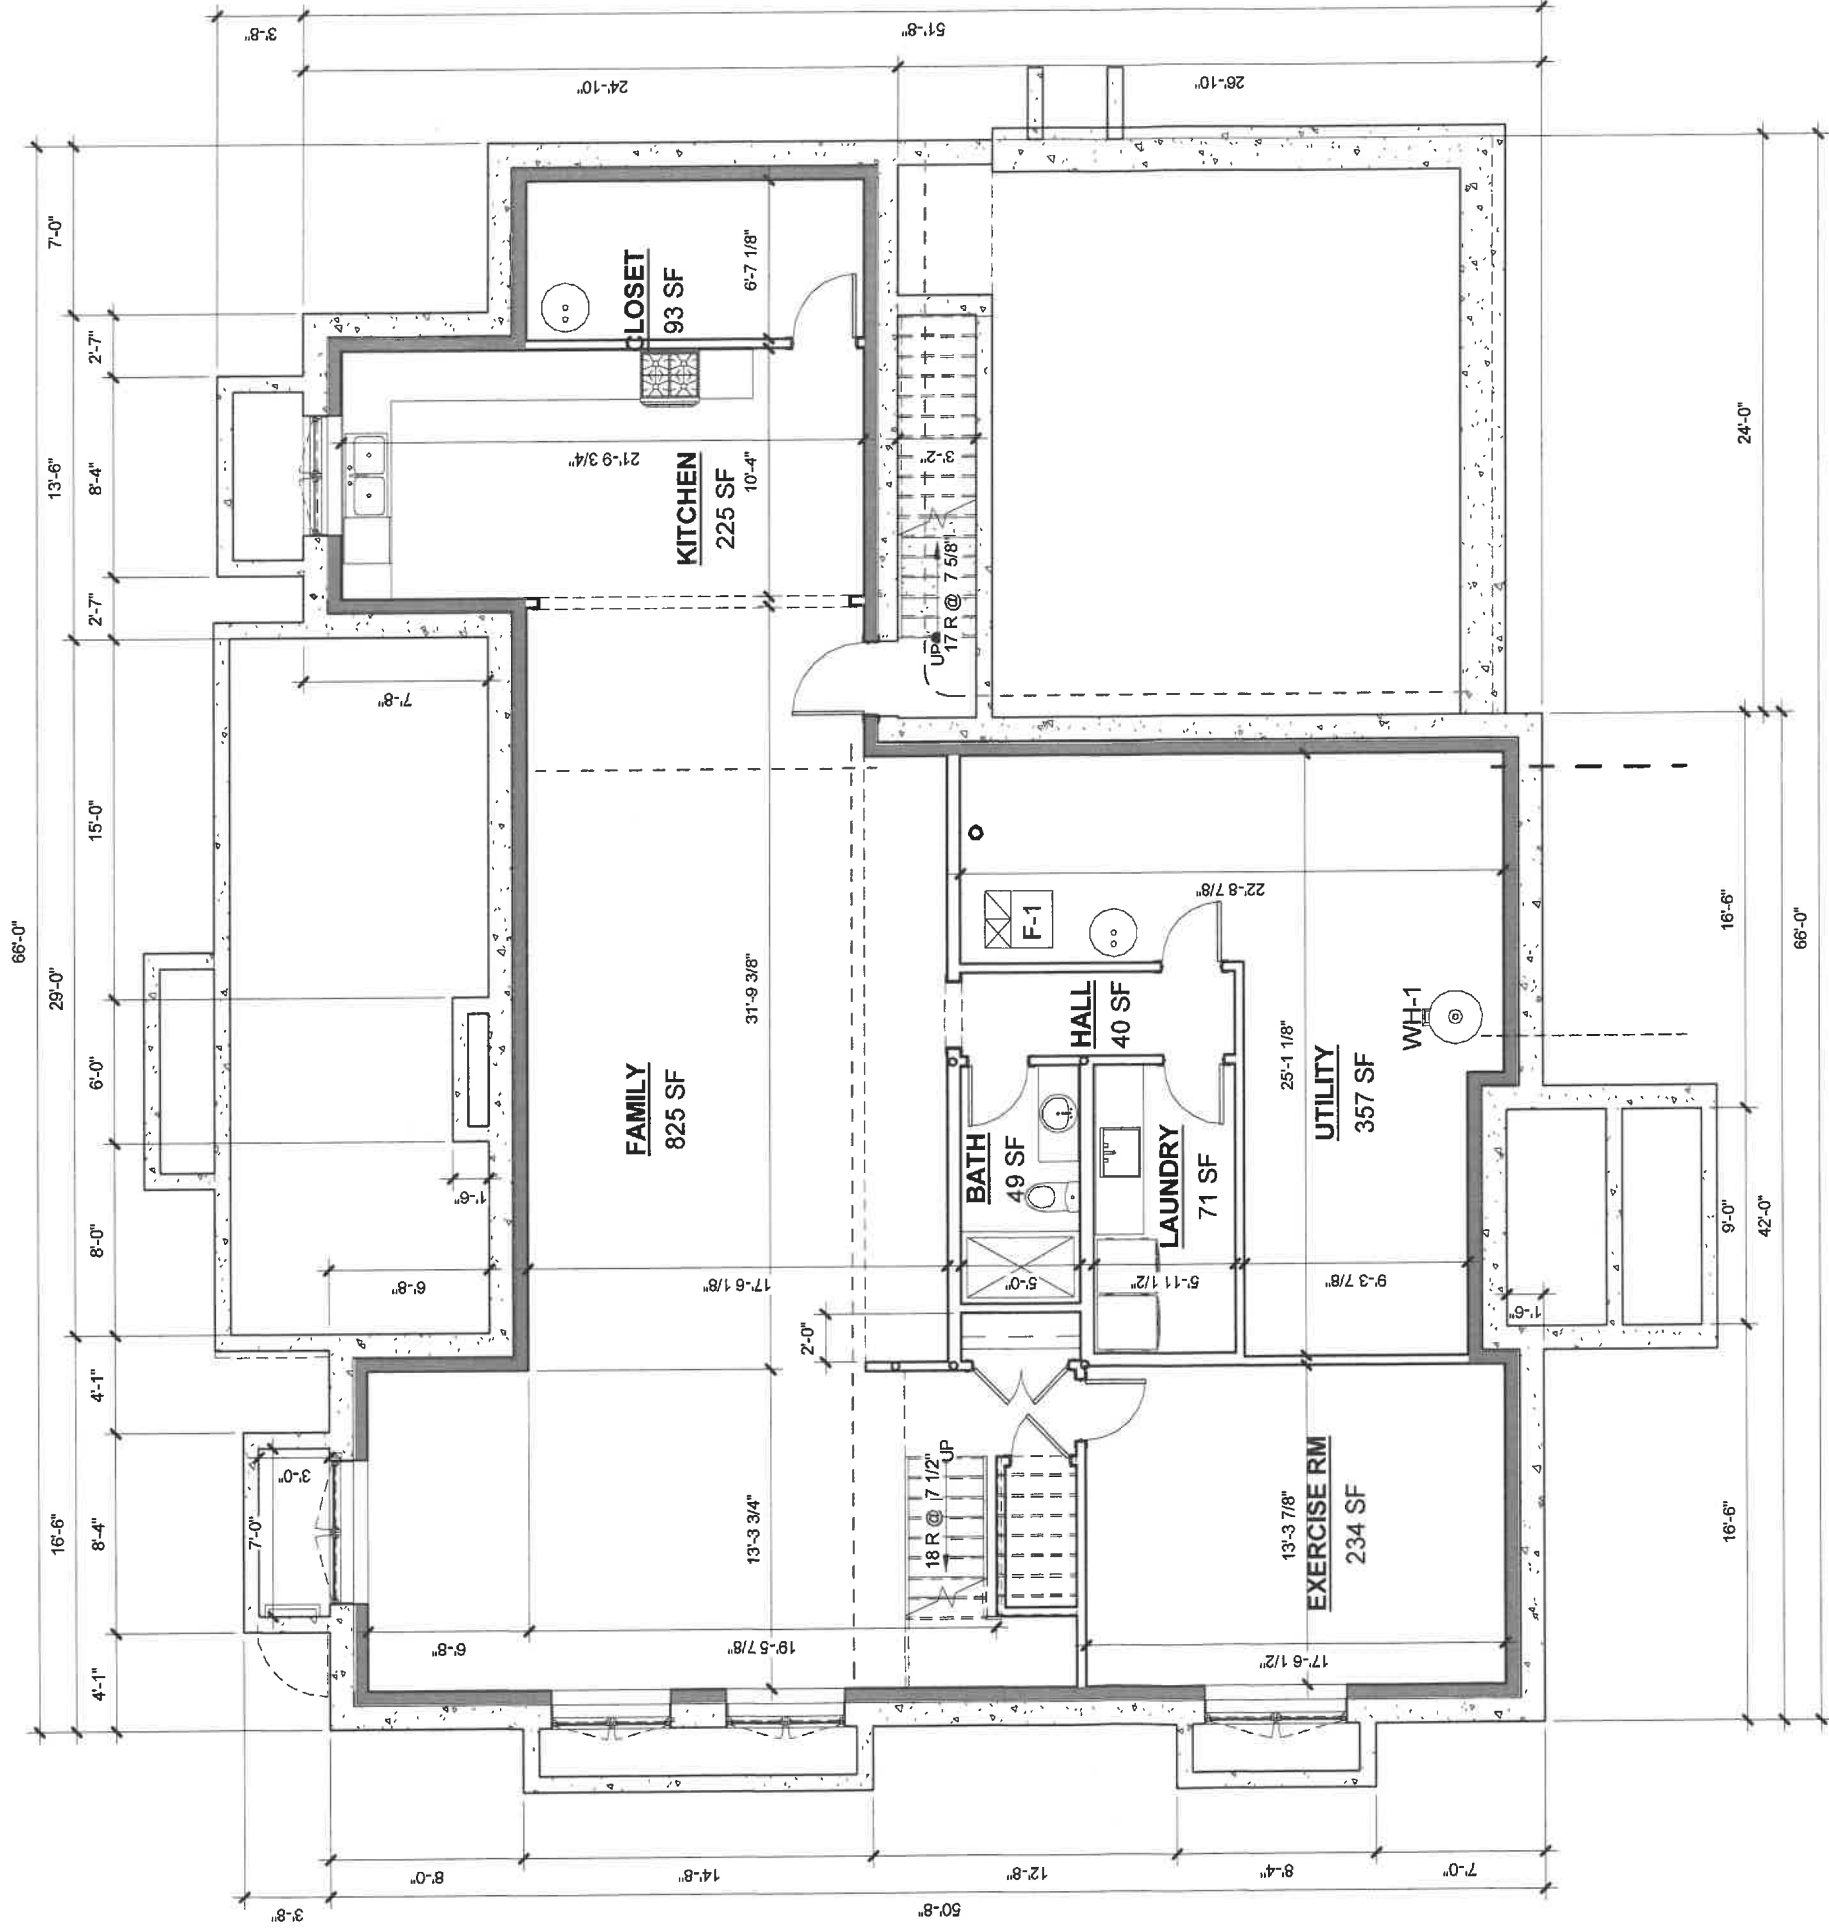 3'-8"
51'-8"
24'-10"
26'-10"
66'-0"
7'-0"
13'-6"
29'-0"
16'-6"
2'-7"
8'-4"
2'-7"
15'-0"
6'-0"
8'-0"
4'-1"
8'-4"
4'-1"
CLOSET
93 SF
6'-7 1/8"
21'-9 3/4"
KITCHEN
225 SF
10'-4"
3'-2"
17 R @ 7 5/8"
UP
7'-8"
1'-6"
6'-8"
FAMILY
825 SF
31'-9 3/8"
17'-6 1/8"
2'-0"
22'-8 7/8"
F-1
HALL
40 SF
BATH
49 SF
5'-0"
LAUNDRY
71 SF
5'-11 1/2"
UTILITY
357 SF
25'-1 1/8"
9'-3 7/8"
WH-1
1'-6"
7'-0"
3'-0"
13'-3 3/4"
6'-8"
19'-5 7/8"
18 R @ 7 1/2"
UP
EXERCISE RM
234 SF
13'-3 7/8"
17'-6 1/2"
24'-0"
16'-6"
9'-0"
42'-0"
16'-6"
66'-0"
8'-0"
14'-8"
12'-8"
8'-4"
7'-0"
3'-8"
50'-8"